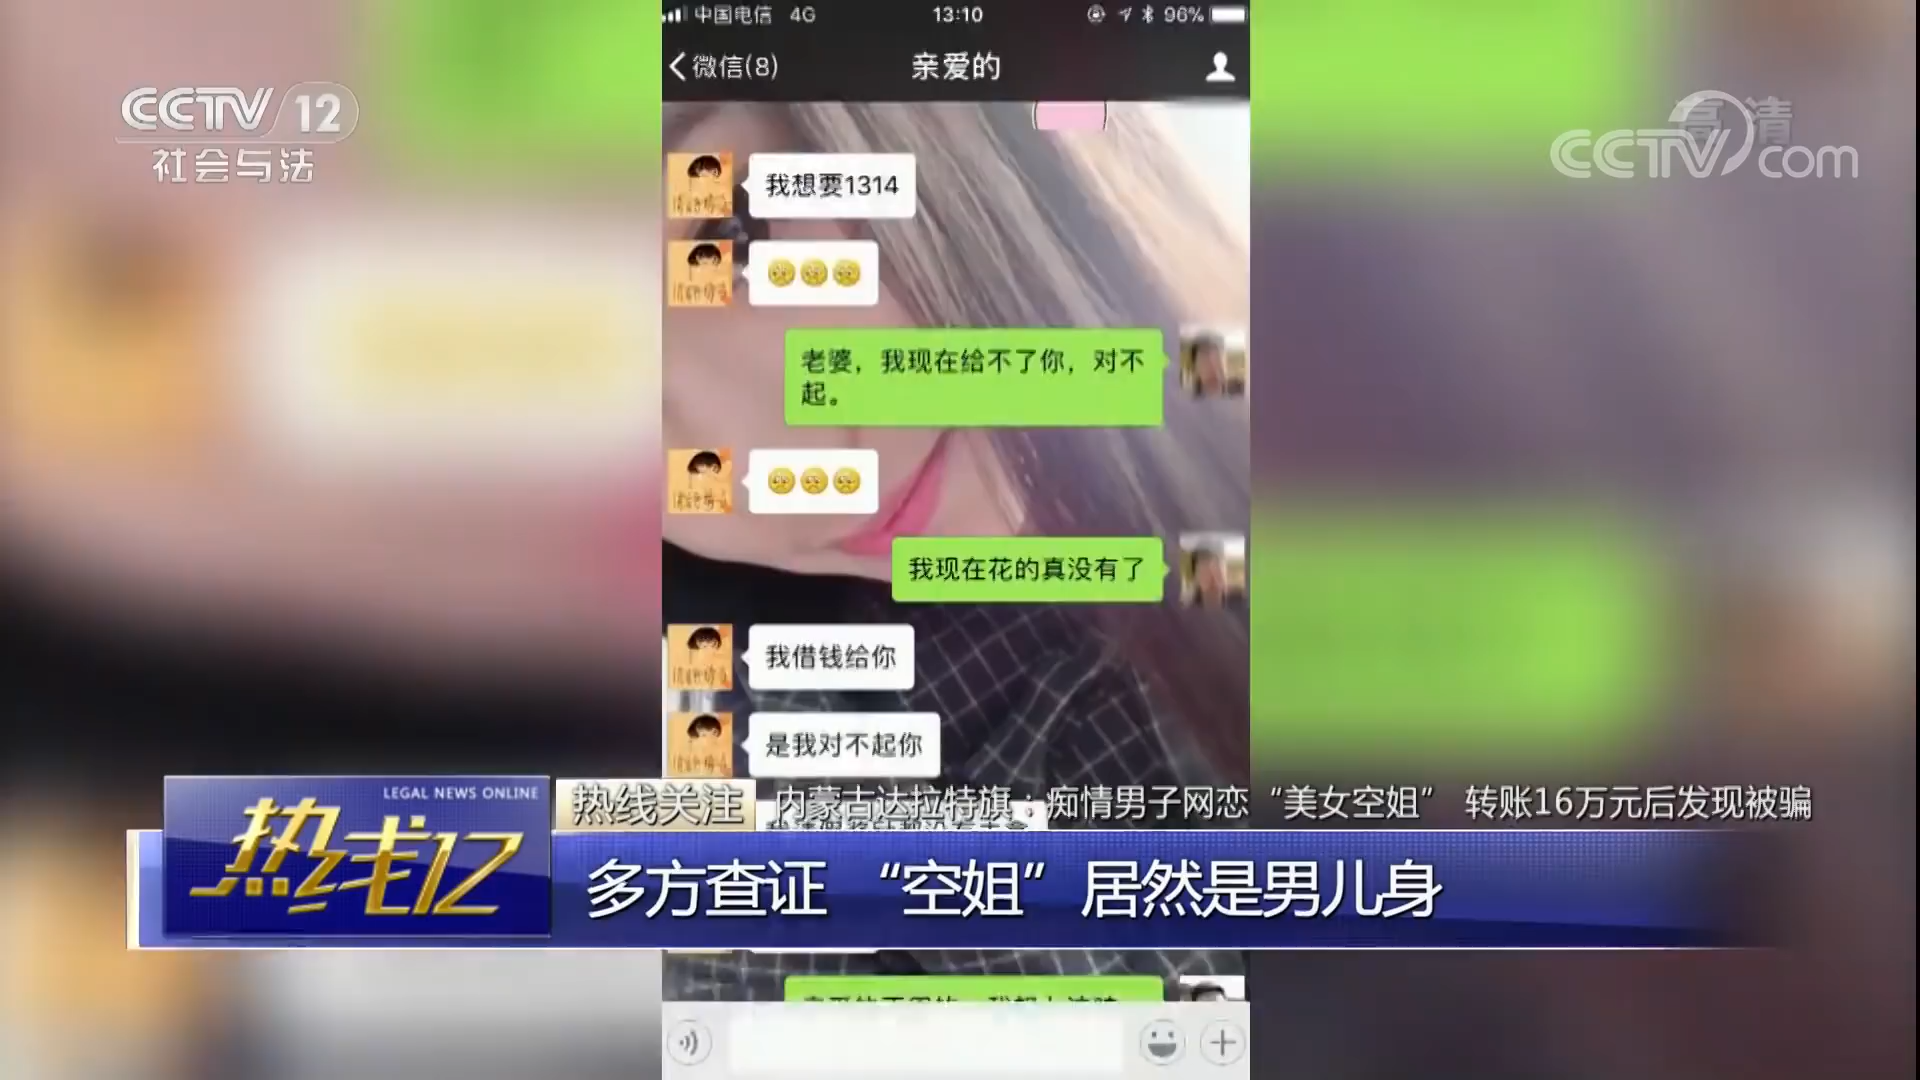 中国电信 4G 13:10 96%
微信(8) 亲爱的
CCTV 12
社会与法
高清
CCTV.com
我想要1314
老婆，我现在给不了你，对不
起。
我现在花的真没有了
我借钱给你
是我对不起你
LEGAL NEWS ONLINE
热线12
热线关注 内蒙古达拉特旗：痴情男子网恋“美女空姐” 转账16万元后发现被骗
多方查证 “空姐”居然是男儿身